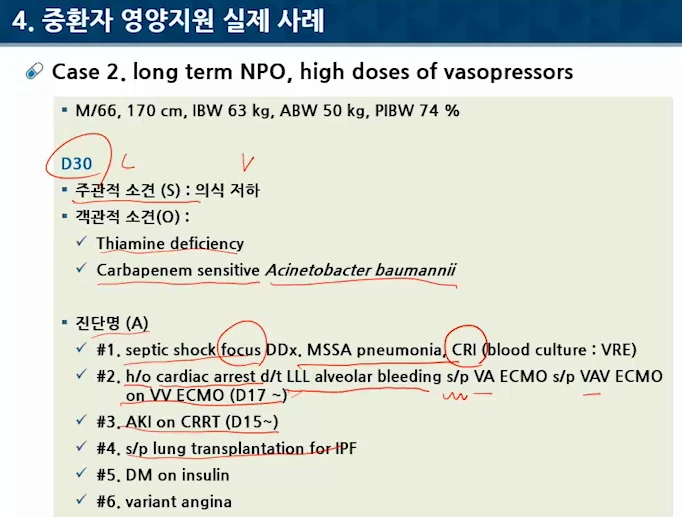 4. 중환자 영양지원 실제 사례
Case 2. long term NPO, high doses of vasopressors
▪ M/66, 170 cm, IBW 63 kg, ABW 50 kg, PIBW 74 %
D30 L V
▪ 주관적 소견 (S) : 의식 저하
▪ 객관적 소견(O) :
✓ Thiamine deficiency
✓ Carbapenem sensitive Acinetobacter baumannii
▪ 진단명 (A)
✓ #1. septic shock focus DDx. MSSA pneumonia, CRI (blood culture : VRE)
✓ #2. h/o cardiac arrest d/t LLL alveolar bleeding s/p VA ECMO s/p VAV ECMO
on VV ECMO (D17 ~)
✓ #3. AKI on CRRT (D15~)
✓ #4. s/p lung transplantation for IPF
✓ #5. DM on insulin
✓ #6. variant angina